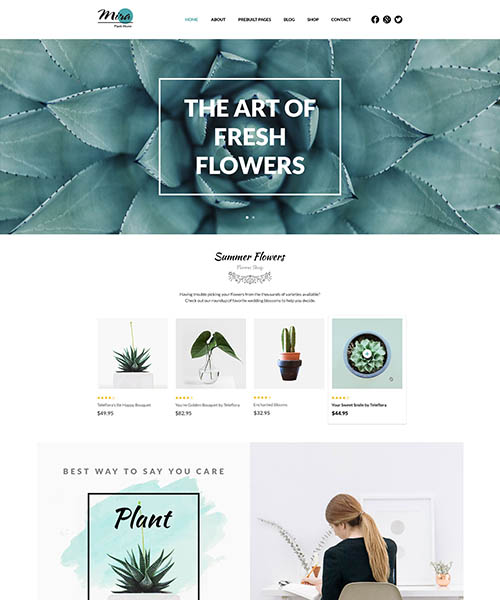 Mira
Plants Store
HOME ABOUT PREBUILT PAGES BLOG SHOP CONTACT
THE ART OF
FRESH
FLOWERS
Summer Flowers
Flower Shop
Having trouble picking your flowers from the thousands of varieties available?
Check out our roundup of favorite wedding blossoms to help you decide.
Teleflora's Be Happy Bouquet
$49.95
You're Golden Bouquet by Teleflora
$82.95
Enchanted Blooms
$32.95
Your Sweet Smile by Teleflora
$44.95
BEST WAY TO SAY YOU CARE
Plant